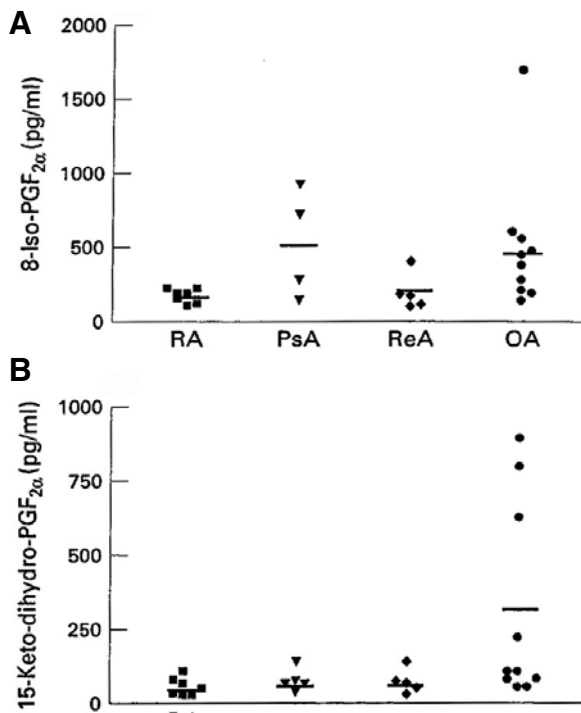 A
2000
1500
1000
500
0
8-Iso-PGF2α (pg/ml)
RA PsA ReA OA
B
1000
750
500
250
0
15-Keto-dihydro-PGF2α (pg/ml)